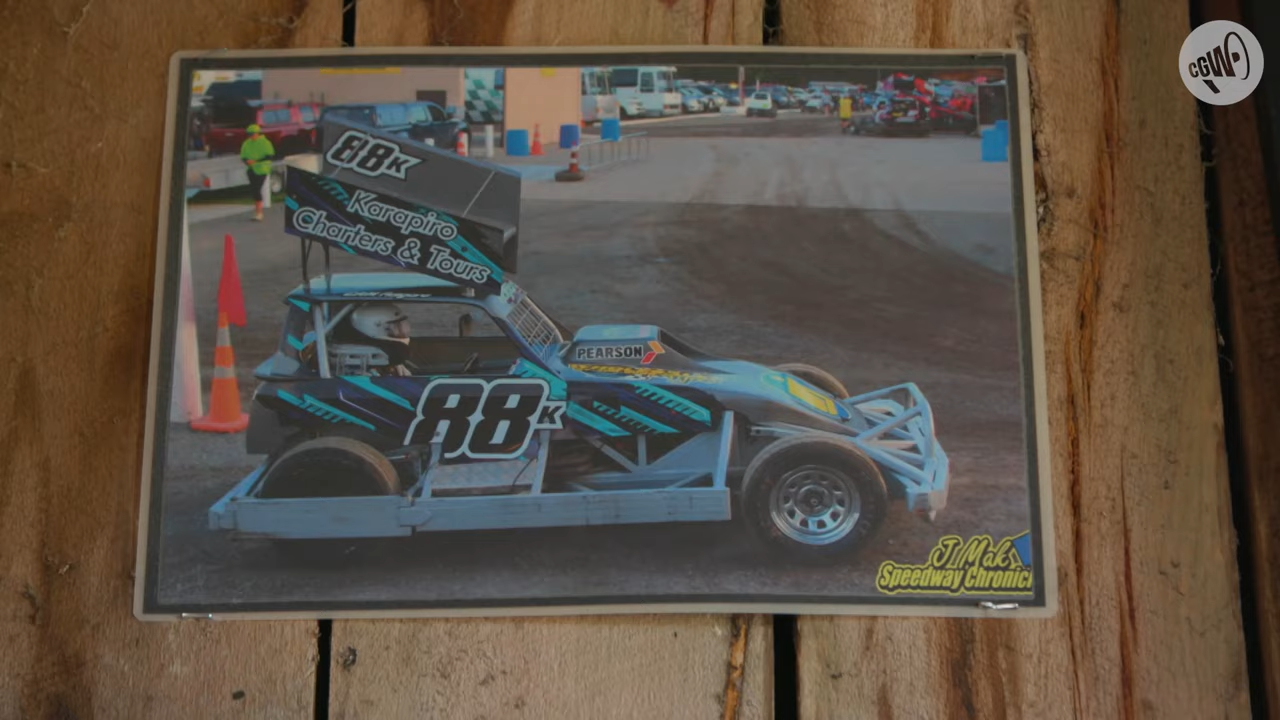 CGW
88K
Karapiro
Charters & Tours
PEARSON
88K
J Mak
Speedway Chronicl